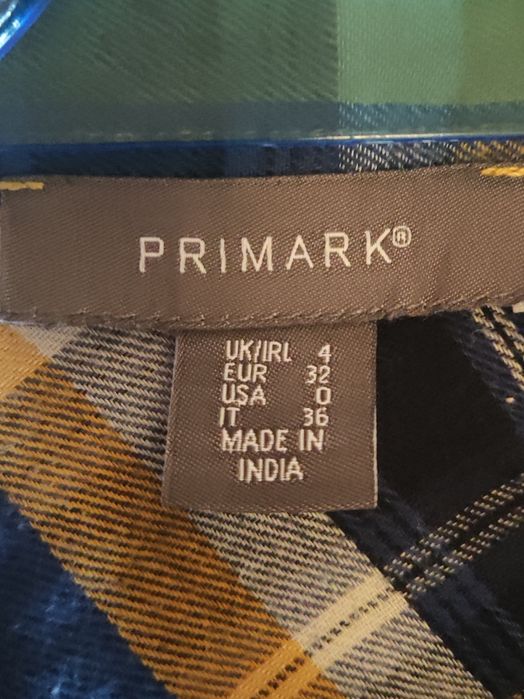 PRIMARK®
UK/IRL 4
EUR 32
USA 0
IT 36
MADE IN
INDIA